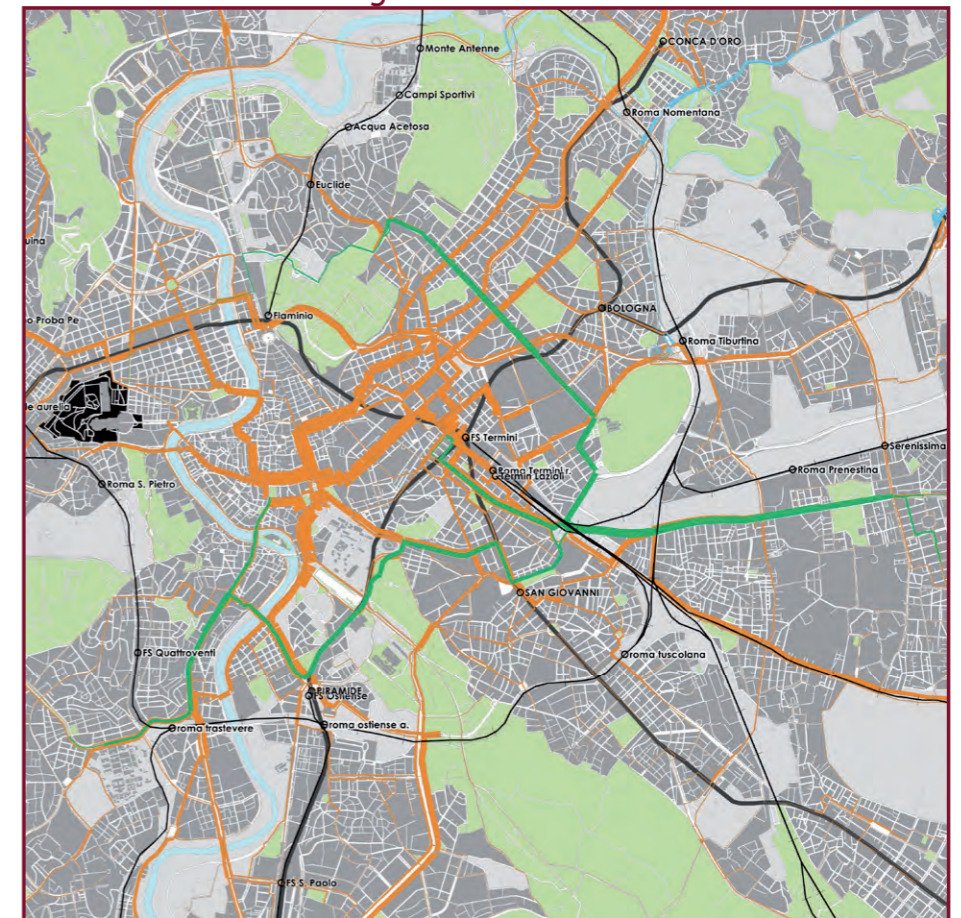 CONCA D'ORO
Monte Antenne
Campi Sportivi
Roma Nomentana
Acqua Acetosa
Euclide
uina
Flaminio
BOLOGNA
o Proba Pe
Roma Tiburtina
le aurelia
FS Termini
Serenissima
Roma Termini
Termin Laziali
Roma Prenestina
Roma S. Pietro
SAN GIOVANNI
FS Quattroventi
roma tuscolana
PIRAMIDE
FS Ostiense
roma trastevere
roma ostiense a.
FS S. Paolo